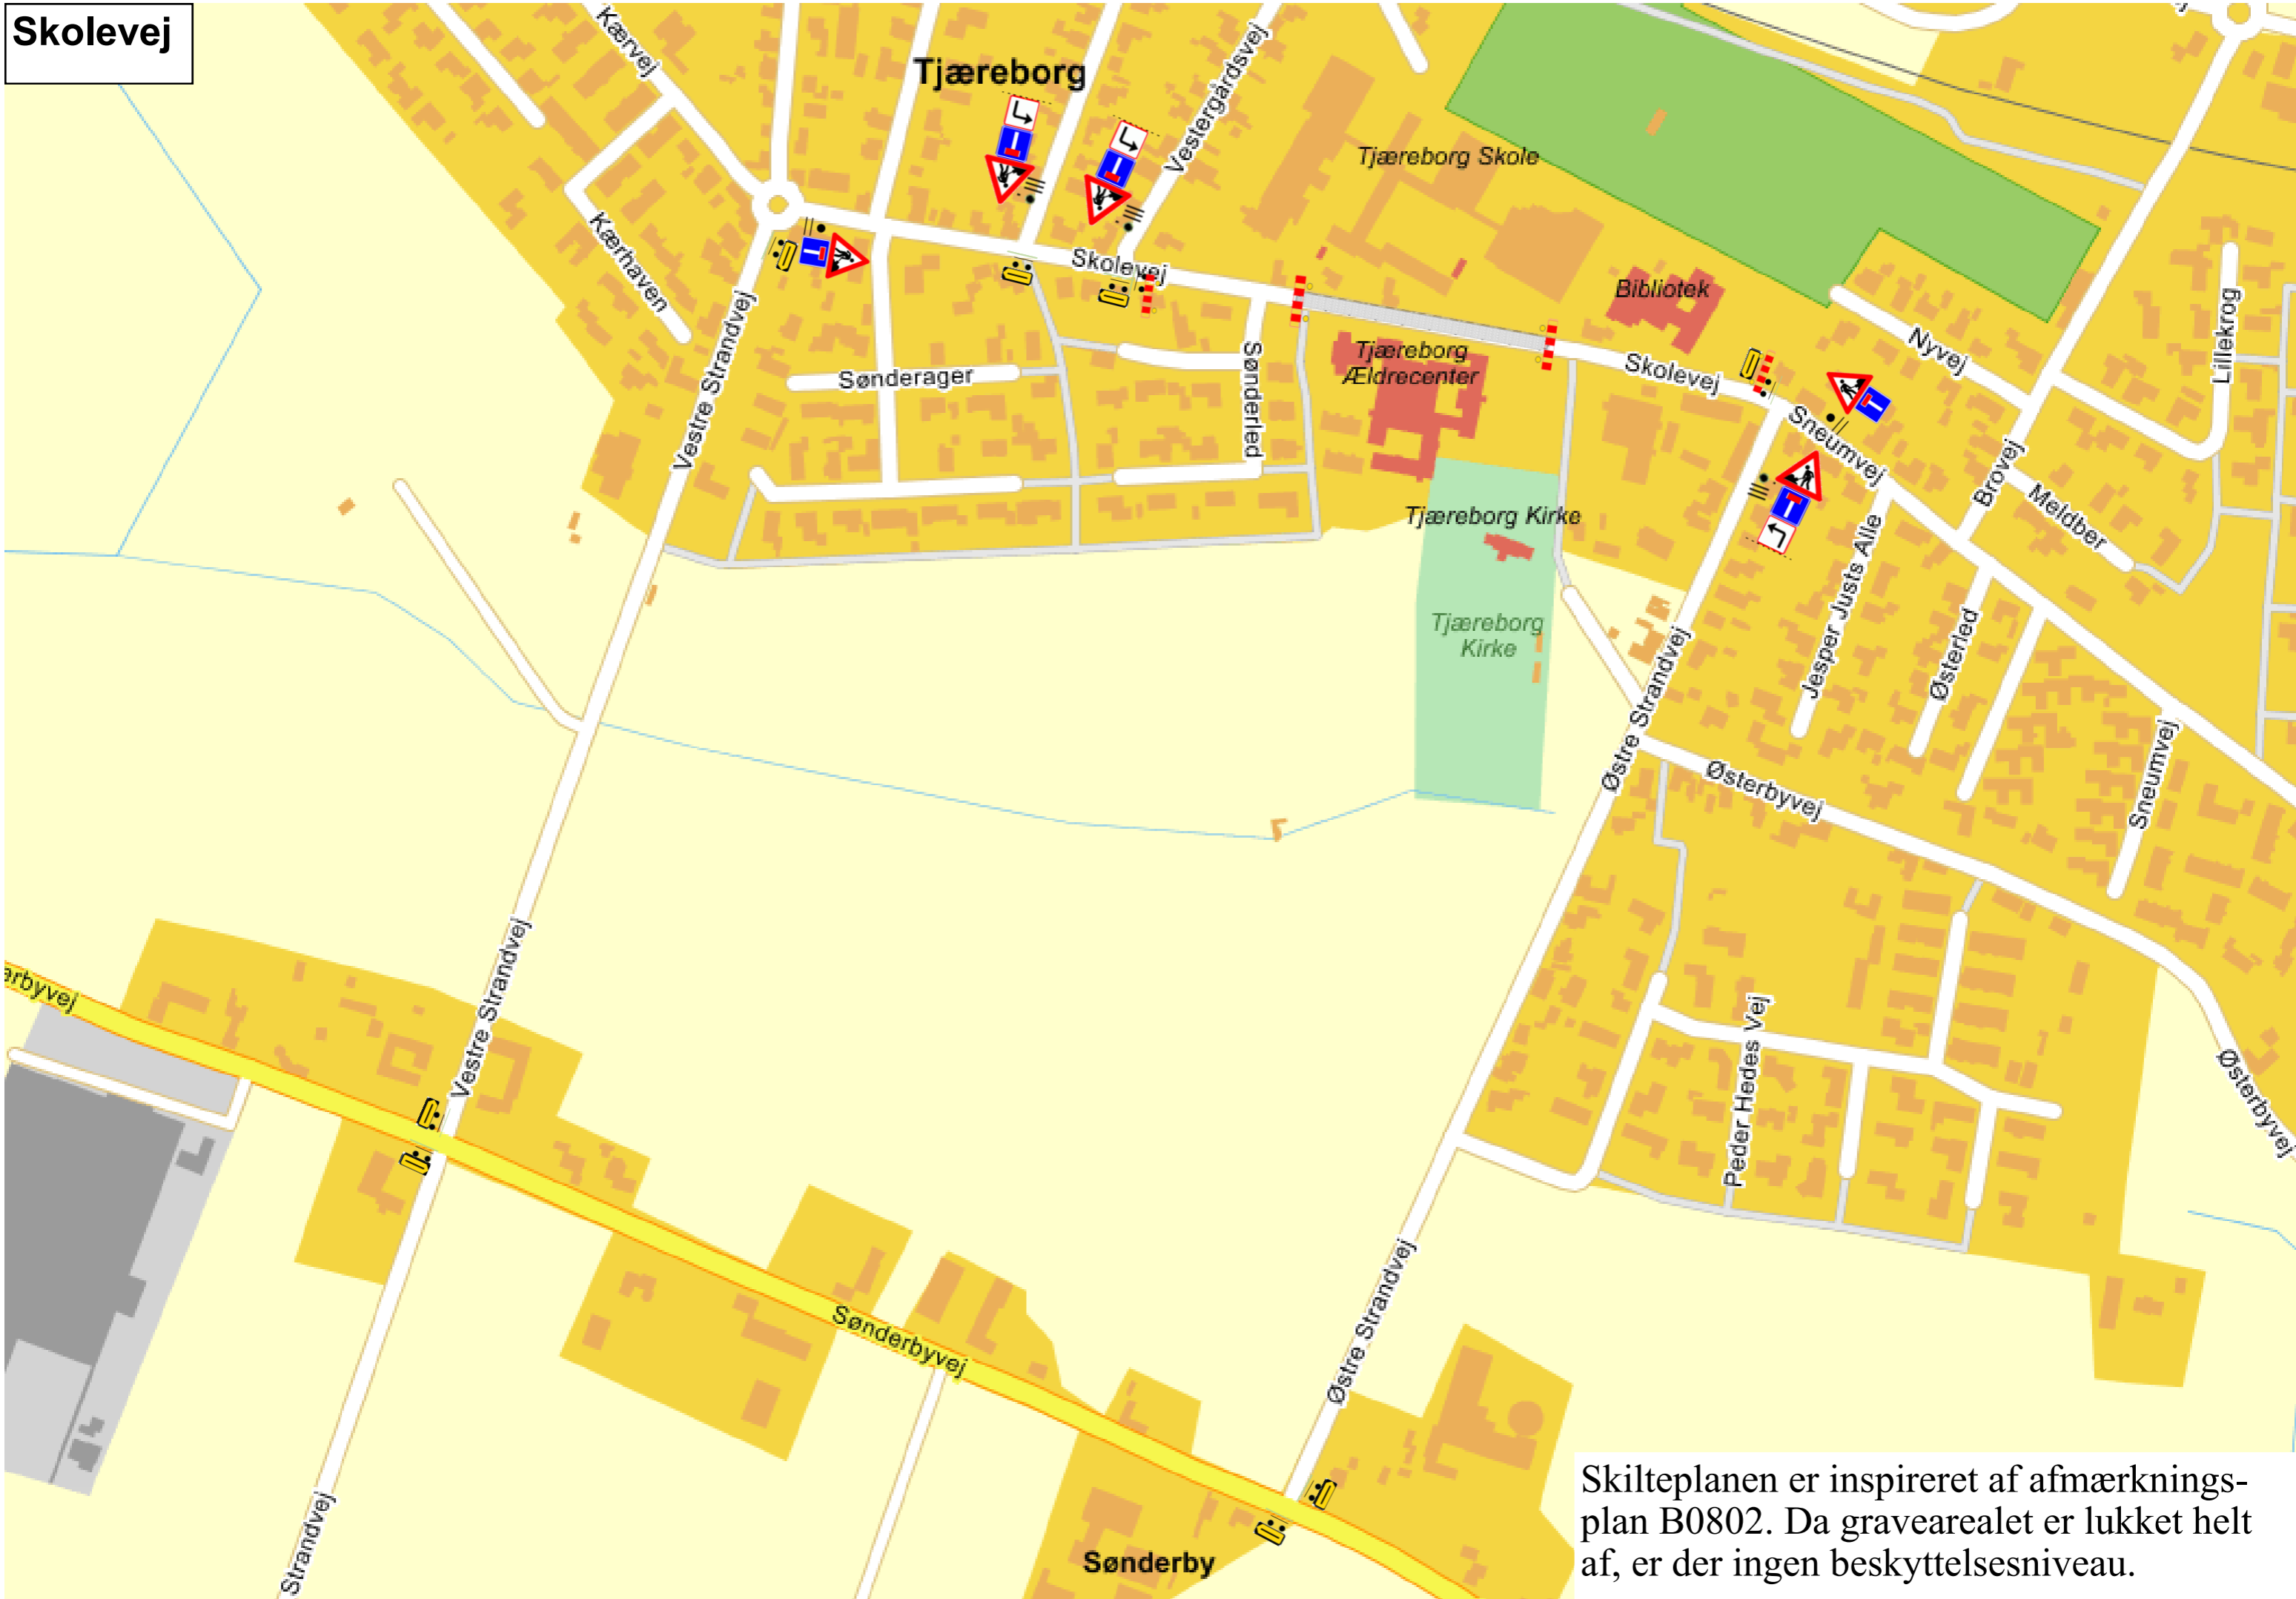 Skolevej
Kærvej
Tjæreborg
Vestergårdsvej
Tjæreborg Skole
Kærhaven
Skolevej
Bibliotek
Lillekrog
Nyvej
Vestre Strandvej
Sønderager
Sønderled
Tjæreborg
Ældrecenter
Skolevej
Sneumvej
Brovej
Meldber
Tjæreborg Kirke
Jesper Justs Alle
Østerled
Tjæreborg
Kirke
Østre Strandvej
Østerbyvej
Sneumvej
Vestre Strandvej
ørbyvej
Peder Hedes Vej
Østerbyvej
Østre Strandvej
Sønderbyvej
Strandvej
Sønderby
Skilteplanen er inspireret af afmærknings-
plan B0802. Da gravearealet er lukket helt
af, er der ingen beskyttelsesniveau.